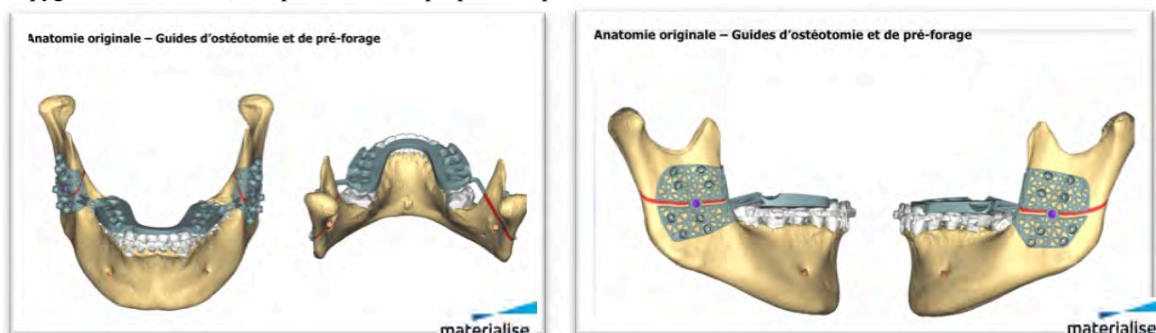 Anatomie originale – Guides d'ostéotomie et de pré-forage
materialise
Anatomie originale – Guides d'ostéotomie et de pré-forage
materialise